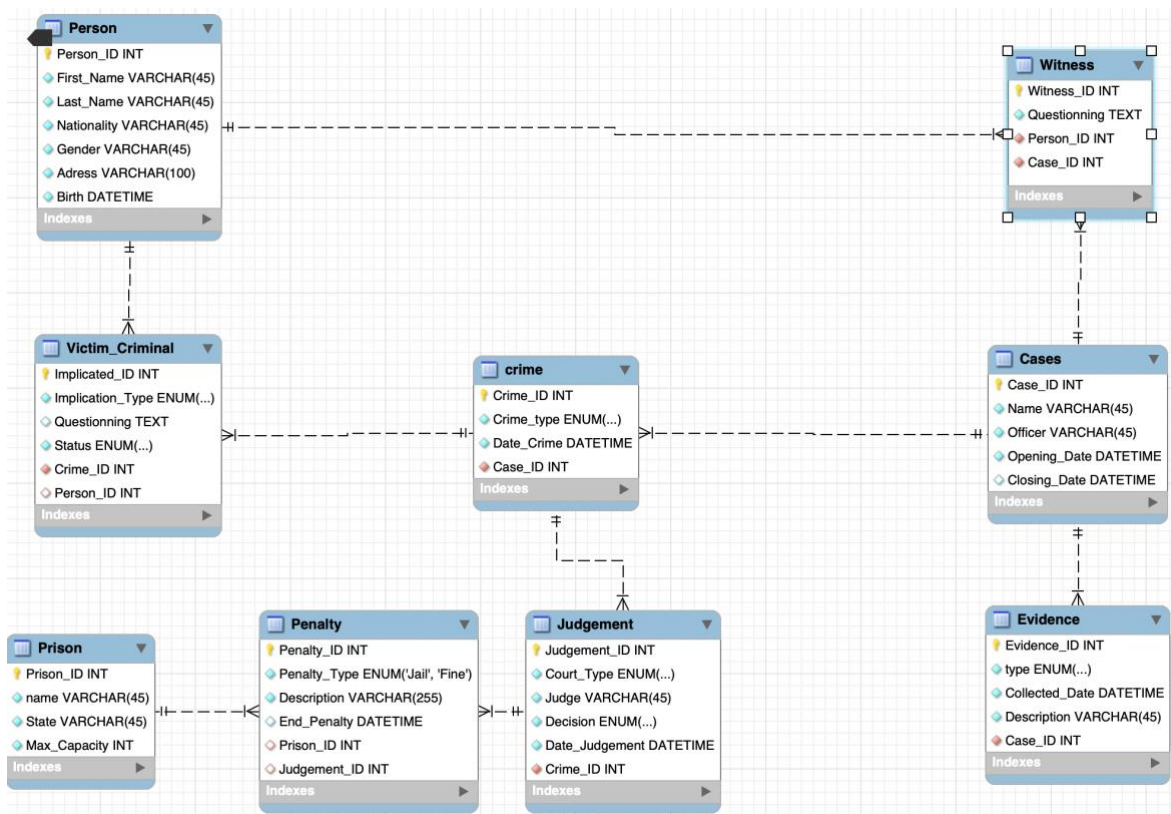 Person
Person_ID INT
First_Name VARCHAR(45)
Last_Name VARCHAR(45)
Nationality VARCHAR(45)
Gender VARCHAR(45)
Adress VARCHAR(100)
Birth DATETIME
Indexes
Witness
Witness_ID INT
Questionning TEXT
Person_ID INT
Case_ID INT
Indexes
Victim_Criminal
Implicated_ID INT
Implication_Type ENUM(...)
Questionning TEXT
Status ENUM(...)
Crime_ID INT
Person_ID INT
Indexes
crime
Crime_ID INT
Crime_type ENUM(...)
Date_Crime DATETIME
Case_ID INT
Indexes
Cases
Case_ID INT
Name VARCHAR(45)
Officer VARCHAR(45)
Opening_Date DATETIME
Closing_Date DATETIME
Indexes
Prison
Prison_ID INT
name VARCHAR(45)
State VARCHAR(45)
Max_Capacity INT
Indexes
Penalty
Penalty_ID INT
Penalty_Type ENUM('Jail', 'Fine')
Description VARCHAR(255)
End_Penalty DATETIME
Prison_ID INT
Judgement_ID INT
Indexes
Judgement
Judgement_ID INT
Court_Type ENUM(...)
Judge VARCHAR(45)
Decision ENUM(...)
Date_Judgement DATETIME
Crime_ID INT
Indexes
Evidence
Evidence_ID INT
type ENUM(...)
Collected_Date DATETIME
Description VARCHAR(45)
Case_ID INT
Indexes